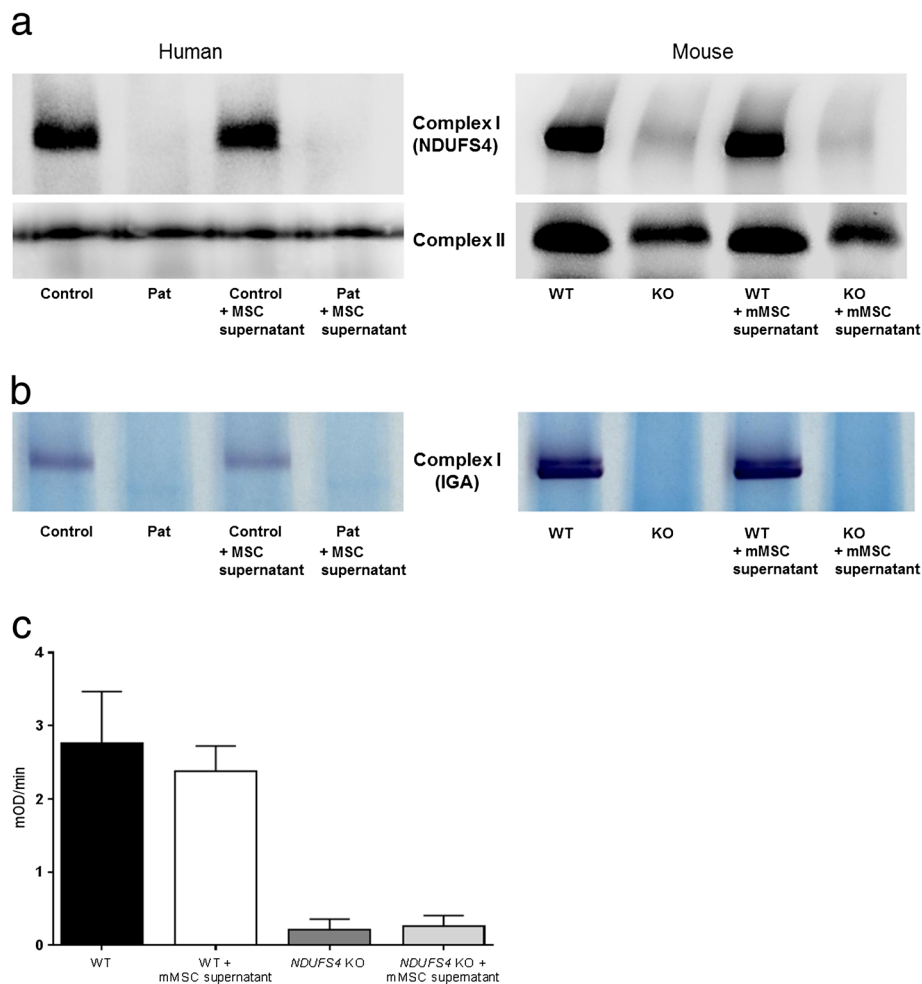 a
Human
Mouse
Complex I
(NDUFS4)
Complex II
Control
Pat
Control
+ MSC
supernatant
Pat
+ MSC
supernatant
WT
KO
WT
+ mMSC
supernatant
KO
+ mMSC
supernatant
b
Complex I
(IGA)
Control
Pat
Control
+ MSC
supernatant
Pat
+ MSC
supernatant
WT
KO
WT
+ mMSC
supernatant
KO
+ mMSC
supernatant
c
4
3
2
1
0
mOD/min
WT
WT +
mMSC supernatant
NDUFS4 KO
NDUFS4 KO +
mMSC supernatant